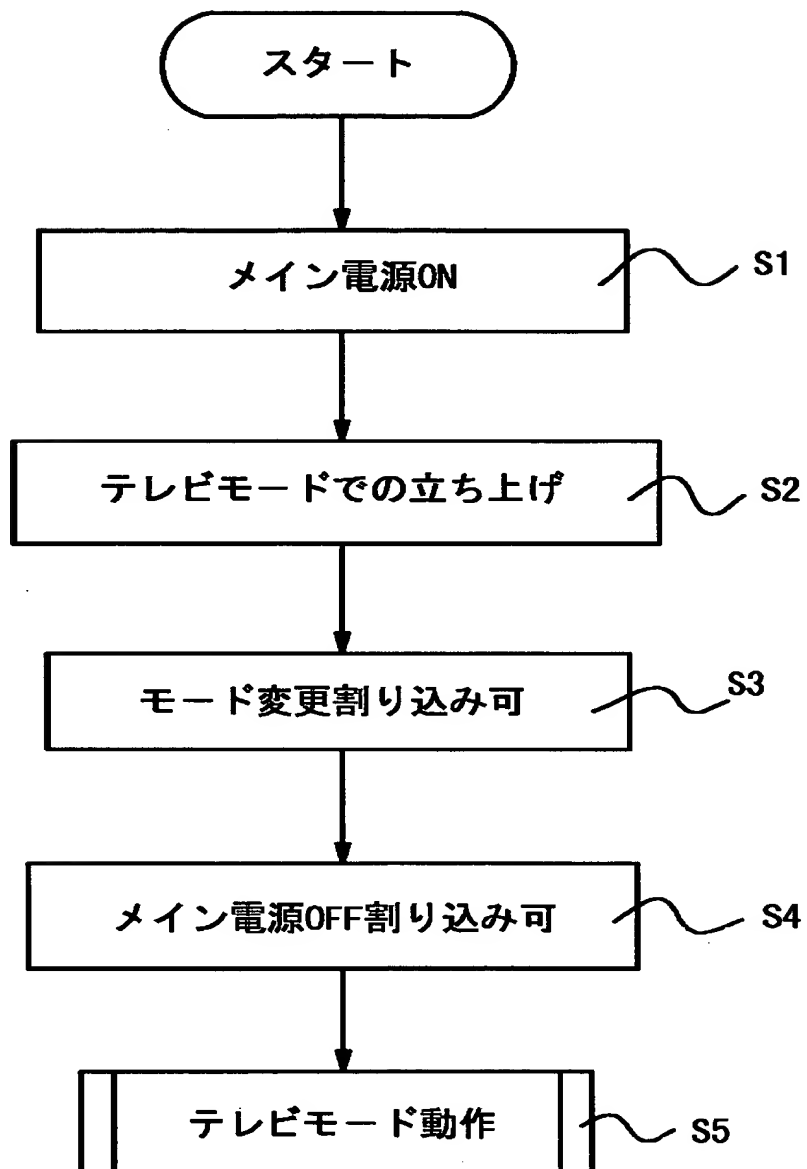 スタート
メイン電源ON
S1
テレビモードでの立ち上げ
S2
モード変更割り込み可
S3
メイン電源OFF割り込み可
S4
テレビモード動作
S5